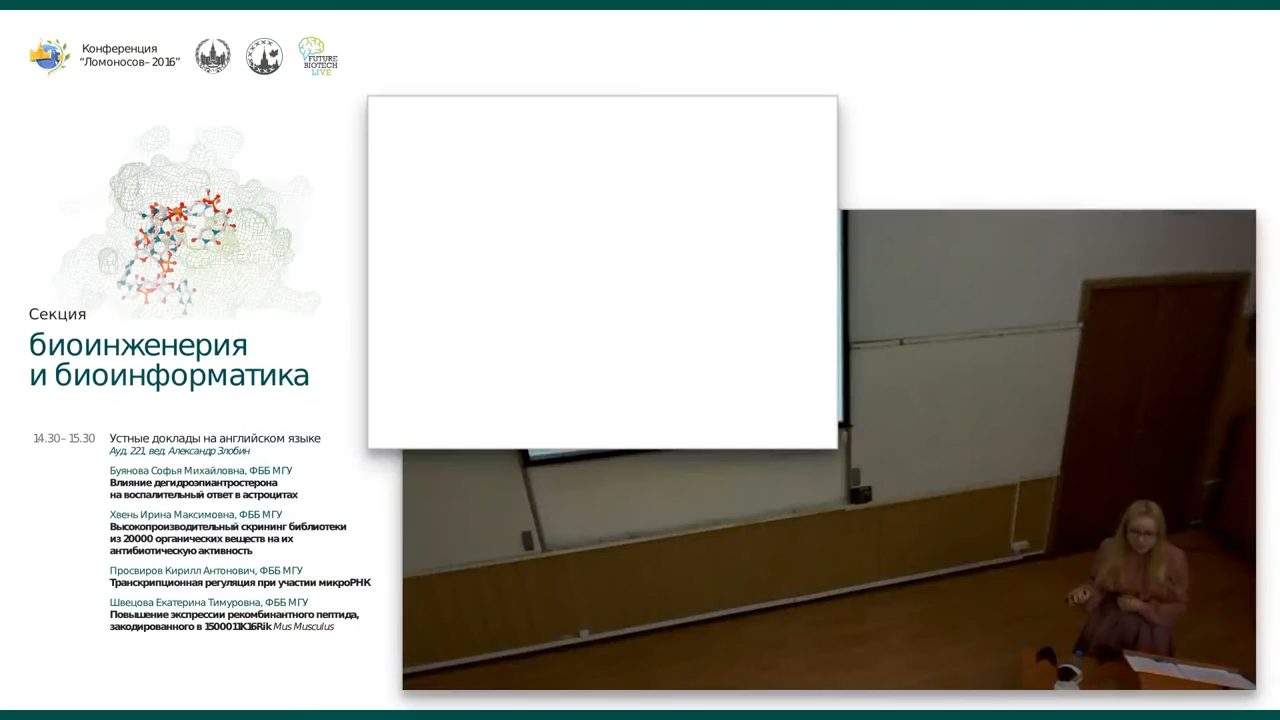 Конференция
“Ломоносов–2016”
FUTURE
BIOTECH
LIVE
Секция
биоинженерия
и биоинформатика
14.30–15.30 Устные доклады на английском языке
Ауд. 221, вед. Александр Злобин
Буянова Софья Михайловна, ФББ МГУ
Влияние дегидроэпиантростерона
на воспалительный ответ в астроцитах
Хвень Ирина Максимовна, ФББ МГУ
Высокопроизводительный скрининг библиотеки
из 20000 органических веществ на их
антибиотическую активность
Просвиров Кирилл Антонович, ФББ МГУ
Транскрипционная регуляция при участии микроРНК
Швецова Екатерина Тимуровна, ФББ МГУ
Повышение экспрессии рекомбинантного пептида,
закодированного в 1500011K16Rik Mus Musculus